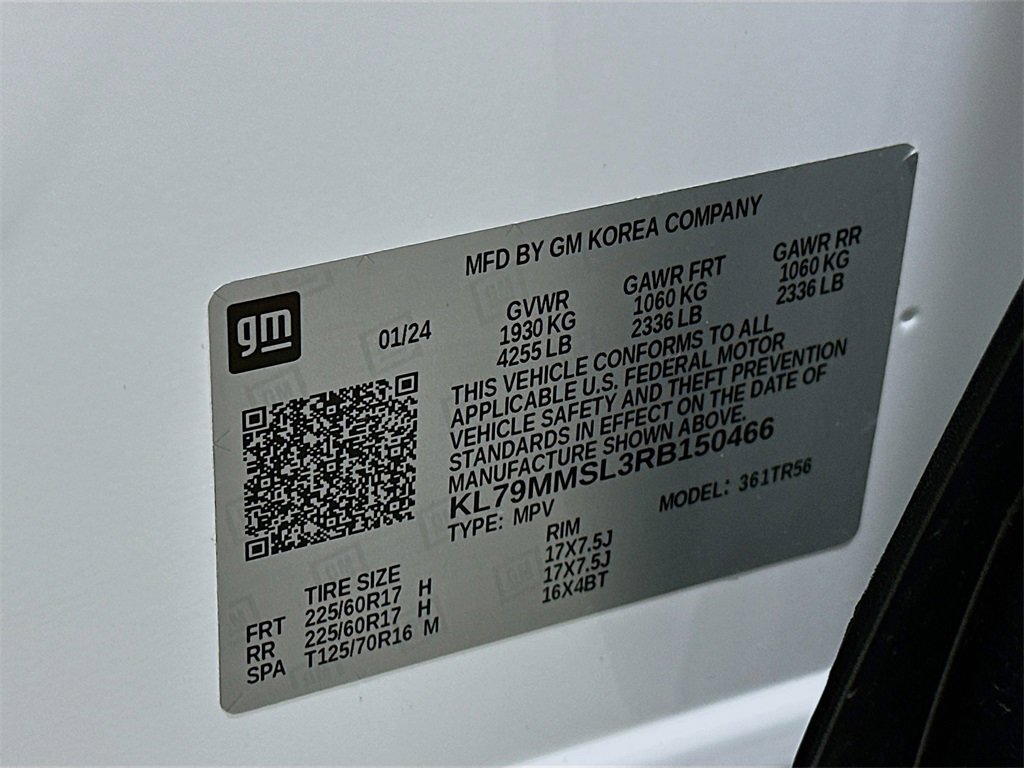 MFD BY GM KOREA COMPANY
gm
01/24
GVWR
1930 KG
4255 LB
GAWR FRT
1060 KG
2336 LB
GAWR RR
1060 KG
2336 LB
THIS VEHICLE CONFORMS TO ALL
APPLICABLE U.S. FEDERAL MOTOR
VEHICLE SAFETY AND THEFT PREVENTION
STANDARDS IN EFFECT ON THE DATE OF
MANUFACTURE SHOWN ABOVE.
KL79MMSL3RB150466
TYPE: MPV
MODEL: 361TR56
TIRE SIZE
RIM
FRT 225/60R17 H 17X7.5J
RR 225/60R17 H 17X7.5J
SPA T125/70R16 M 16X4BT